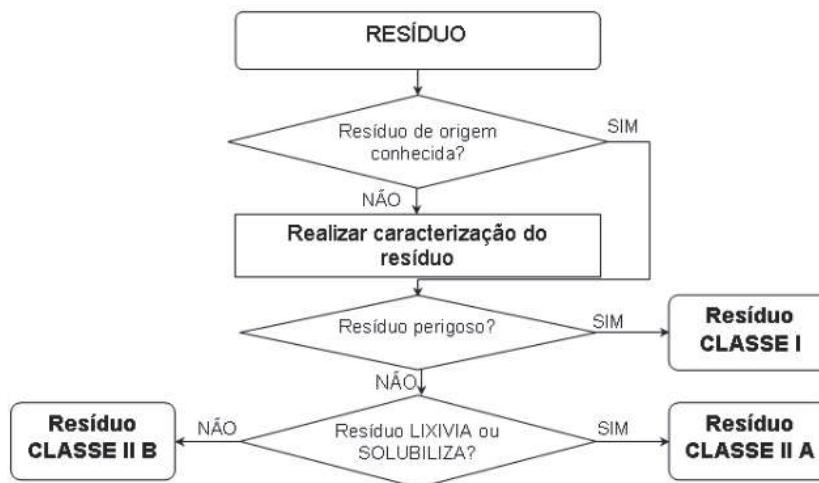 RESÍDUO
Resíduo de origem
conhecida?
SIM
NÃO
Realizar caracterização do
resíduo
Resíduo perigoso?
SIM
Resíduo
CLASSE I
NÃO
Resíduo
CLASSE II B
NÃO
Resíduo LIXIVIA ou
SOLUBILIZA?
SIM
Resíduo
CLASSE II A